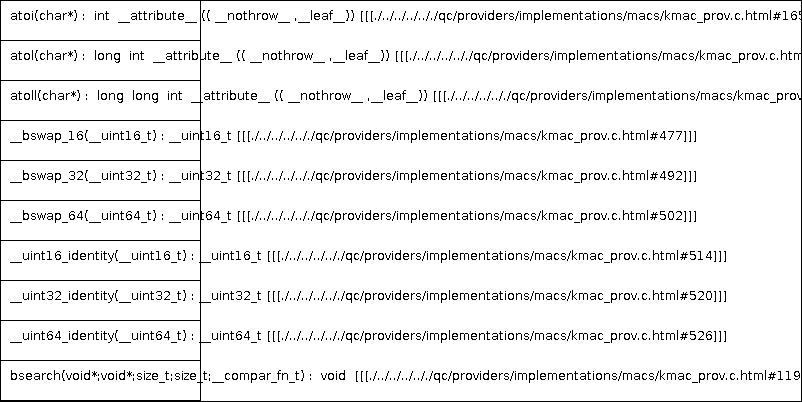 atoi(char*) : int __attribute__ (( __nothrow__ ,__leaf__)) [[[./../../../../qc/providers/implementations/macs/kmac_prov.c.html#165
atol(char*) : long int __attribute__ (( __nothrow__ ,__leaf__)) [[[./../../../../qc/providers/implementations/macs/kmac_prov.c.htm
atoll(char*) : long long int __attribute__ (( __nothrow__ ,__leaf__)) [[[./../../../../qc/providers/implementations/macs/kmac_prov
__bswap_16(__uint16_t) : __uint16_t [[[./../../../../qc/providers/implementations/macs/kmac_prov.c.html#477]]]
__bswap_32(__uint32_t) : __uint32_t [[[./../../../../qc/providers/implementations/macs/kmac_prov.c.html#492]]]
__bswap_64(__uint64_t) : __uint64_t [[[./../../../../qc/providers/implementations/macs/kmac_prov.c.html#502]]]
__uint16_identity(__uint16_t) : __uint16_t [[[./../../../../qc/providers/implementations/macs/kmac_prov.c.html#514]]]
__uint32_identity(__uint32_t) : __uint32_t [[[./../../../../qc/providers/implementations/macs/kmac_prov.c.html#520]]]
__uint64_identity(__uint64_t) : __uint64_t [[[./../../../../qc/providers/implementations/macs/kmac_prov.c.html#526]]]
bsearch(void*;void*;size_t;size_t;__compar_fn_t) : void [[[./../../../../qc/providers/implementations/macs/kmac_prov.c.html#119